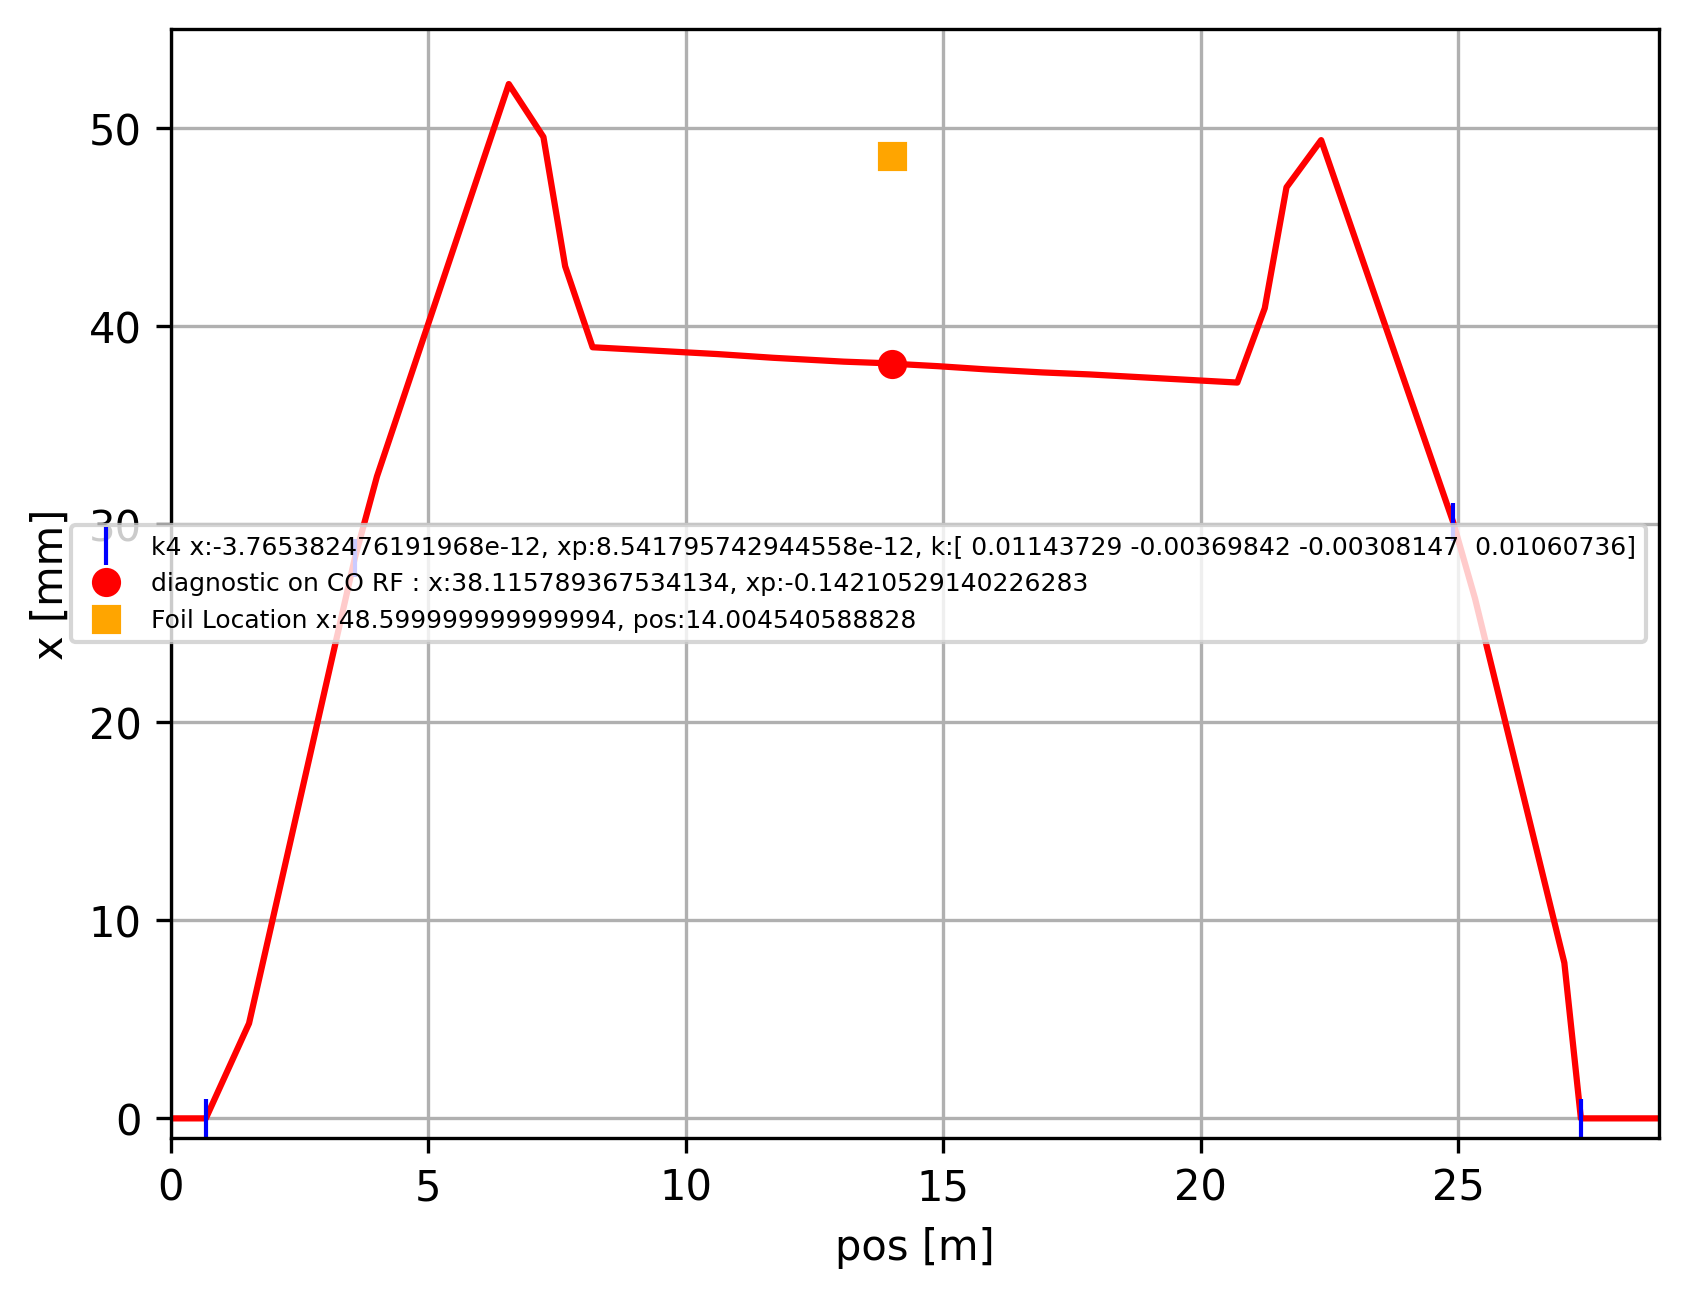 50
40
30
20
10
0
x [mm]
k4 x:-3.765382476191968e-12, xp:8.541795742944558e-12, k:[ 0.01143729 -0.00369842 -0.00308147  0.01060736]
diagnostic on CO RF : x:38.115789367534134, xp:-0.14210529140226283
Foil Location x:48.599999999999994, pos:14.004540588828
0 5 10 15 20 25
pos [m]